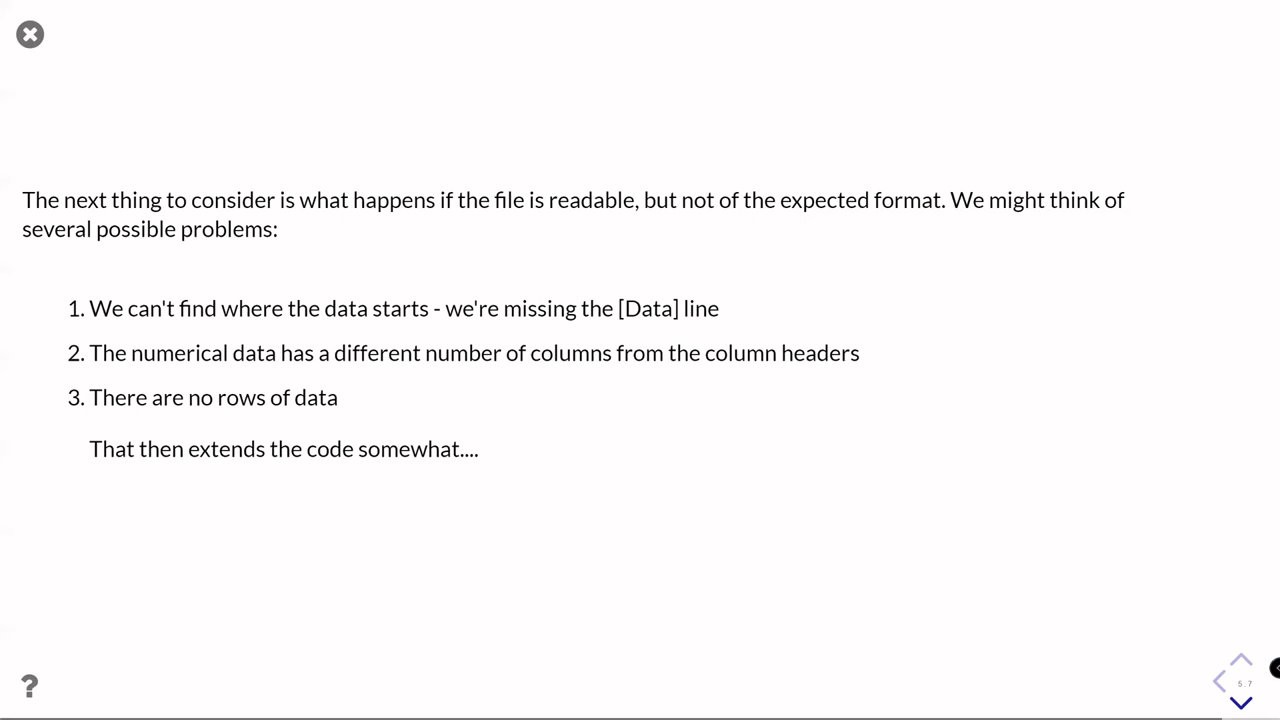 The next thing to consider is what happens if the file is readable, but not of the expected format. We might think of
several possible problems:
1. We can't find where the data starts - we're missing the [Data] line
2. The numerical data has a different number of columns from the column headers
3. There are no rows of data
That then extends the code somewhat....
?
5.7